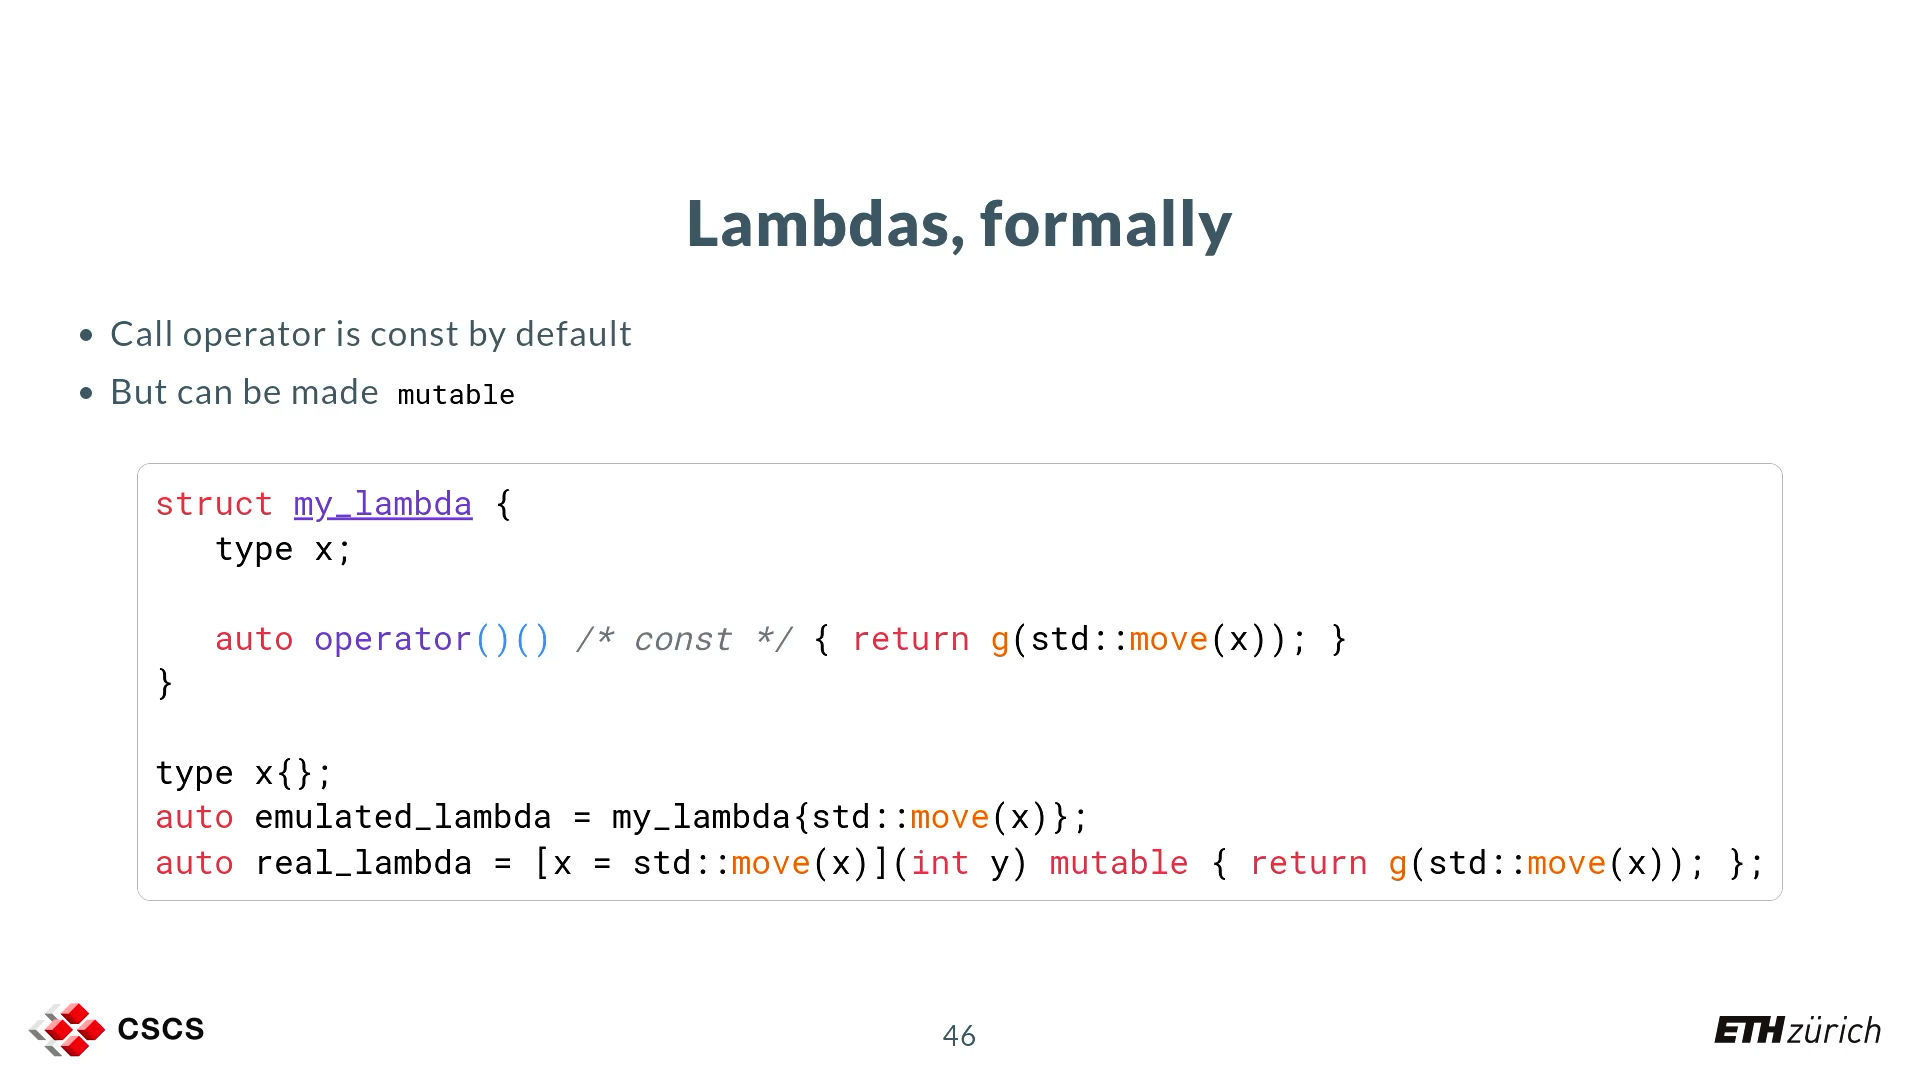 Lambdas, formally
Call operator is const by default
But can be made mutable
struct my_lambda {
type x;
auto operator()() /* const */ { return g(std::move(x)); }
}
type x{};
auto emulated_lambda = my_lambda{std::move(x)};
auto real_lambda = [x = std::move(x)](int y) mutable { return g(std::move(x)); };
CSCS
46
ETH zürich